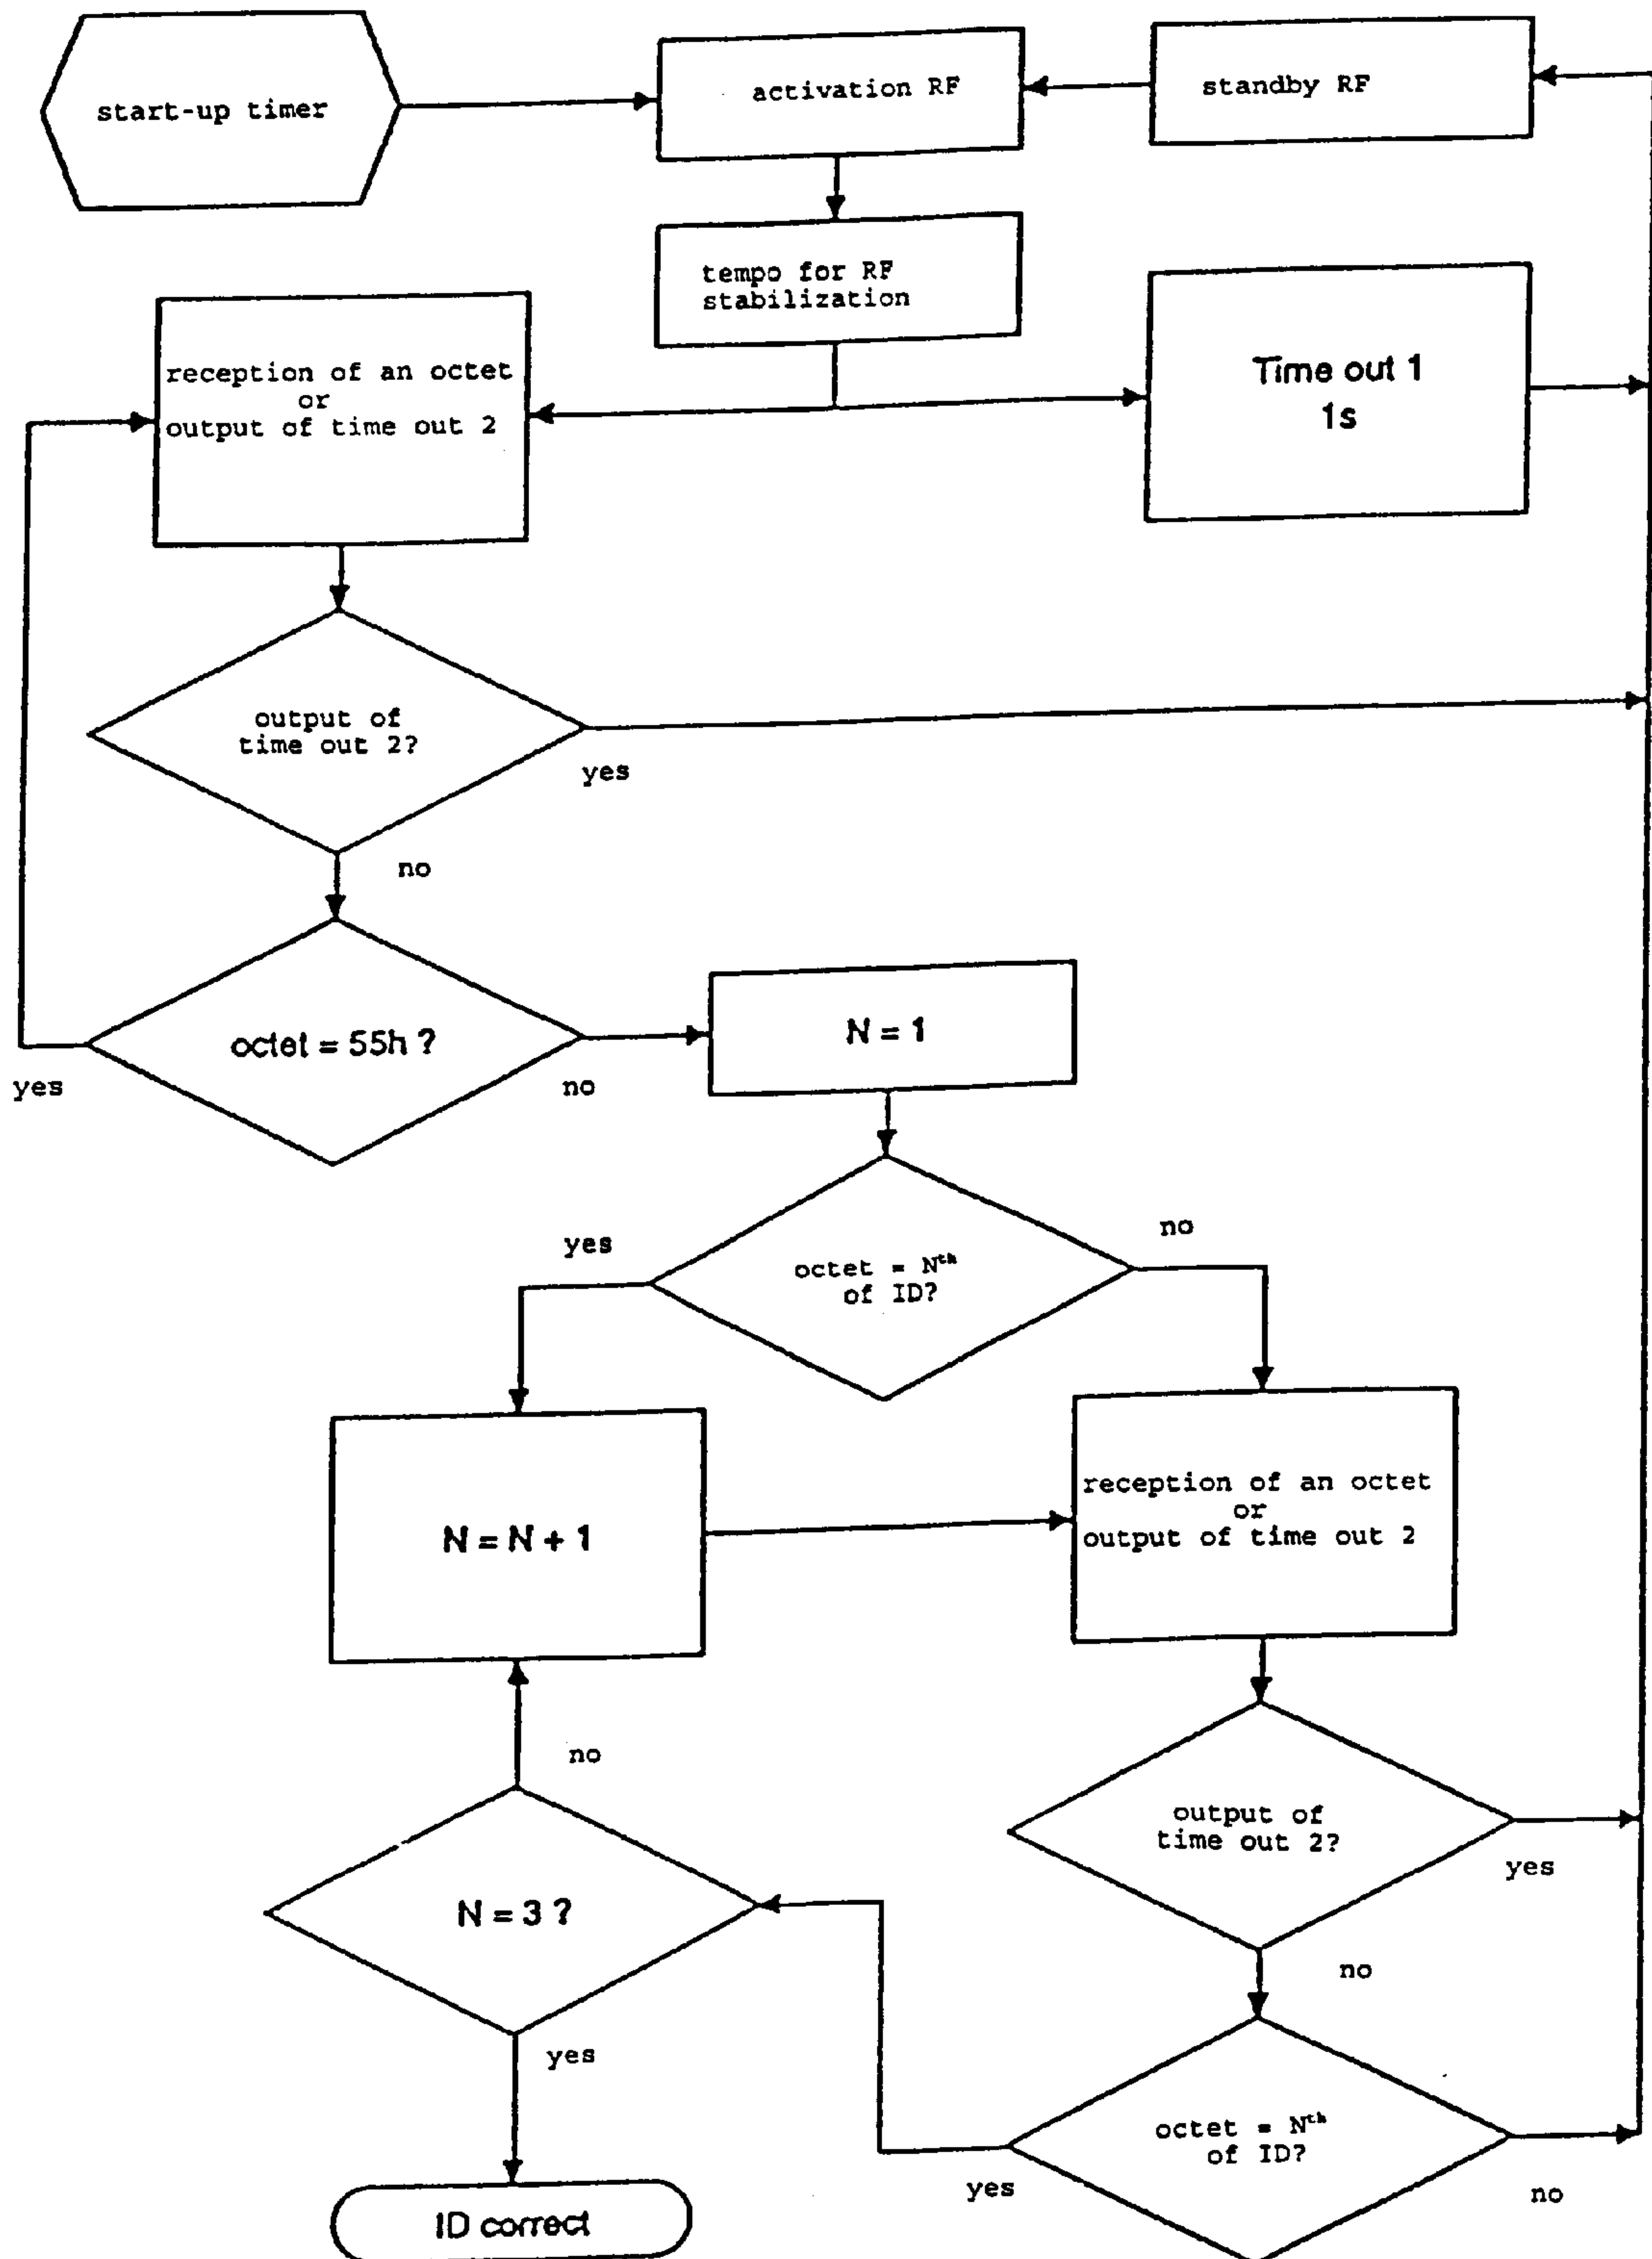 start-up timer
activation RF
standby RF
tempo for RF
stabilization
reception of an octet
or
output of time out 2
Time out 1
1s
output of
time out 2?
yes
no
octet = 55h ?
yes
no
N = 1
octet = Nth
of ID?
yes
no
N = N + 1
reception of an octet
or
output of time out 2
output of
time out 2?
yes
no
N = 3 ?
no
yes
octet = Nth
of ID?
yes
no
ID correct